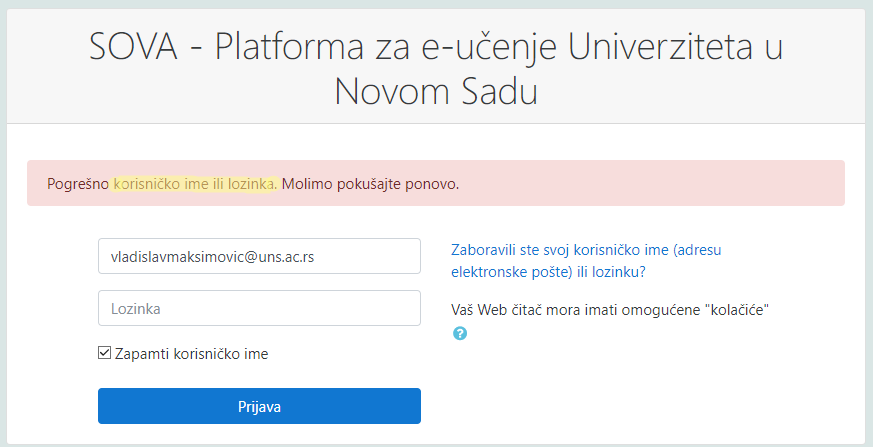 SOVA - Platforma za e-učenje Univerziteta u
Novom Sadu
Pogrešno korisničko ime ili lozinka. Molimo pokušajte ponovo.
vladislavmaksimovic@uns.ac.rs
Lozinka
Zapamti korisničko ime
Prijava
Zaboravili ste svoj korisničko ime (adresu
elektronske pošte) ili lozinku?
Vaš Web čitač mora imati omogućene "kolačiće"
?